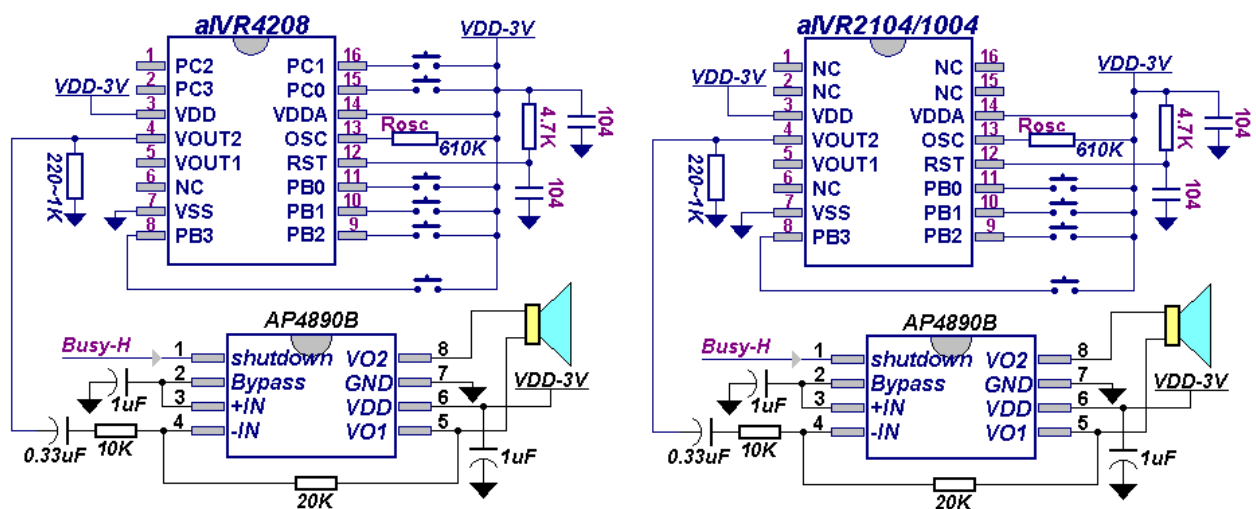 aIVR4208
VDD-3V
1 PC2 PC1 16
2 PC3 PC0 15
VDD-3V
3 VDD VDDA 14
4 VOUT2 OSC 13
Rosc
610K
4.7K
104
5 VOUT1 RST 12
220~1K
6 NC PB0 11
104
7 VSS PB1 10
8 PB3 PB2 9
AP4890B
Busy-H
1 shutdown VO2 8
2 Bypass GND 7
1uF
VDD-3V
3 +IN VDD 6
4 -IN VO1 5
0.33uF
10K
1uF
20K
aIVR2104/1004
VDD-3V
1 NC NC 16
2 NC NC 15
VDD-3V
3 VDD VDDA 14
4 VOUT2 OSC 13
Rosc
610K
4.7K
104
5 VOUT1 RST 12
220~1K
6 NC PB0 11
104
7 VSS PB1 10
8 PB3 PB2 9
AP4890B
Busy-H
1 shutdown VO2 8
2 Bypass GND 7
1uF
VDD-3V
3 +IN VDD 6
4 -IN VO1 5
0.33uF
10K
1uF
20K